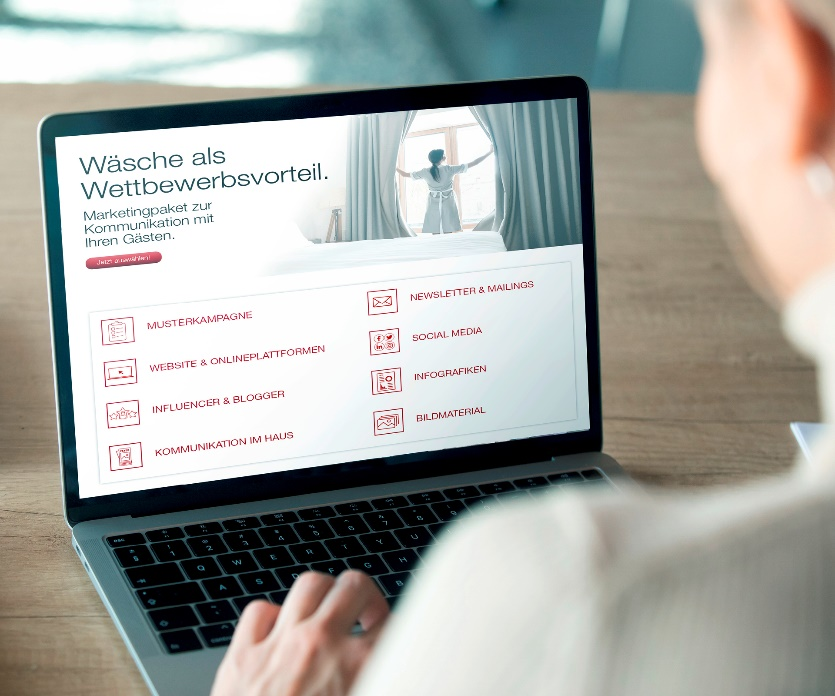 Wäsche als
Wettbewerbsvorteil.
Marketingpaket zur
Kommunikation mit
Ihren Gästen.
Jetzt auswählen!
MUSTERKAMPAGNE
WEBSITE & ONLINEPLATTFORMEN
INFLUENCER & BLOGGER
KOMMUNIKATION IM HAUS
NEWSLETTER & MAILINGS
SOCIAL MEDIA
INFOGRAFIKEN
BILDMATERIAL